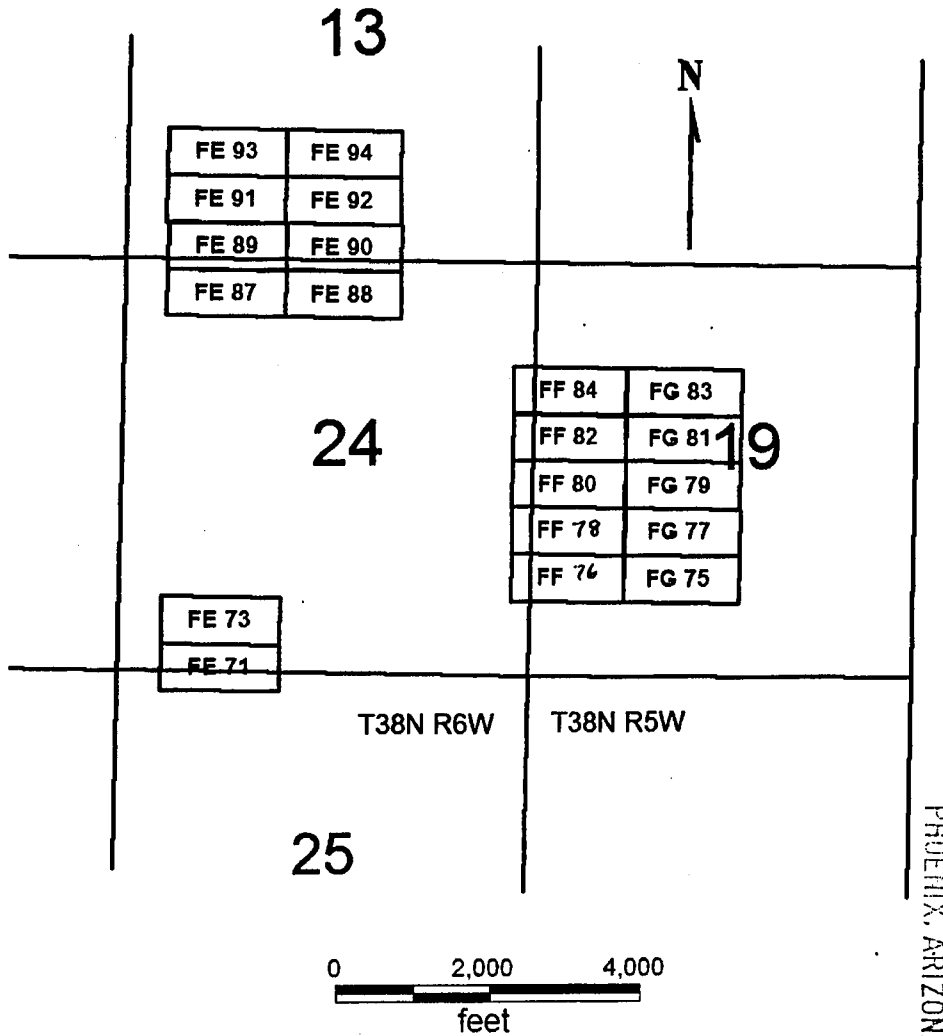 13
N
FE 93 FE 94
FE 91 FE 92
FE 89 FE 90
FE 87 FE 88
FF 84 FG 83
24
FF 82 FG 81 19
FF 80 FG 79
FF 78 FG 77
FF 76 FG 75
FE 73
FE 71
T38N R6W T38N R5W
25
PHOENIX, ARIZON
0 2,000 4,000
feet